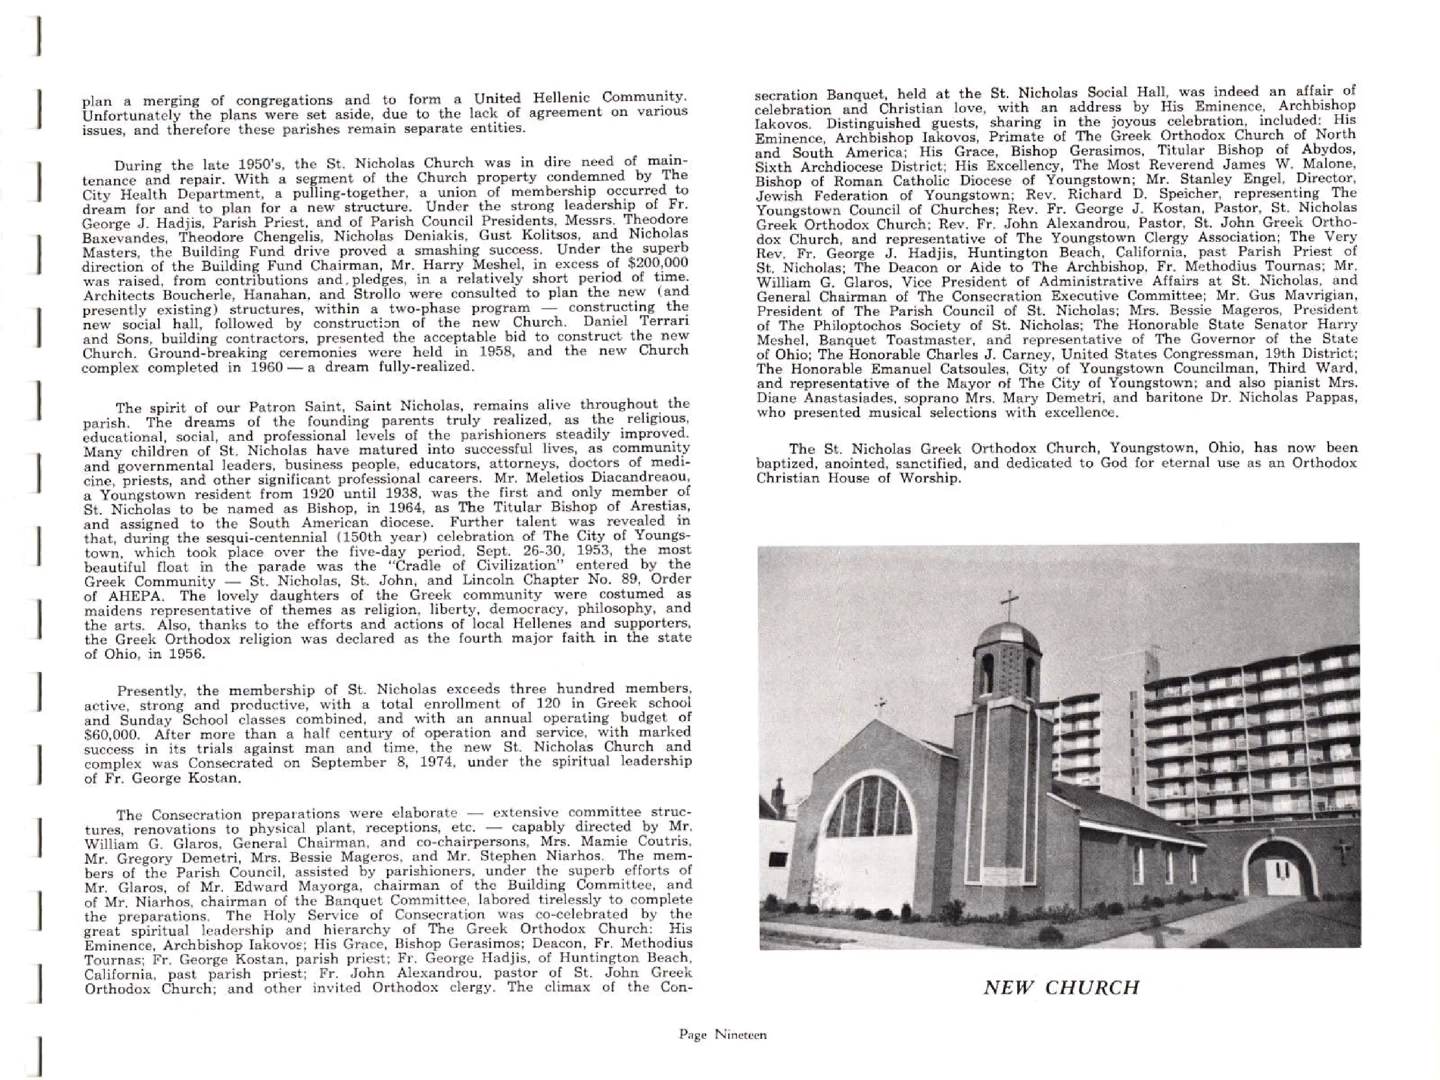 plan a merging of congregations and to form a United Hellenic Community.
Unfortunately the plans were set aside, due to the lack of agreement on various
issues, and therefore these parishes remain separate entities.
During the late 1950's, the St. Nicholas Church was in dire need of main-
tenance and repair. With a segment of the Church property condemned by The
City Health Department, a pulling-together, a union of membership occurred to
dream for and to plan for a new structure. Under the strong leadership of Fr.
George J. Hadjis, Parish Priest, and of Parish Council Presidents, Messrs. Theodore
Baxevandes, Theodore Chengelis, Nicholas Deniakis, Gust Kolitsos, and Nicholas
Masters, the Building Fund drive proved a smashing success. Under the superb
direction of the Building Fund Chairman, Mr. Harry Meshel, in excess of $200,000
was raised, from contributions and pledges, in a relatively short period of time.
Architects Boucherle, Hanahan, and Strollo were consulted to plan the new (and
presently existing) structures, within a two-phase program — constructing the
new social hall, followed by construction of the new Church. Daniel Terrari
and Sons, building contractors, presented the acceptable bid to construct the new
Church. Ground-breaking ceremonies were held in 1958, and the new Church
complex completed in 1960 — a dream fully-realized.
The spirit of our Patron Saint, Saint Nicholas, remains alive throughout the
parish. The dreams of the founding parents truly realized, as the religious,
educational, social, and professional levels of the parishioners steadily improved.
Many children of St. Nicholas have matured into successful lives, as community
and governmental leaders, business people, educators, attorneys, doctors of medi-
cine, priests, and other significant professional careers. Mr. Meletios Diacandreaou,
a Youngstown resident from 1920 until 1938, was the first and only member of
St. Nicholas to be named as Bishop, in 1964, as The Titular Bishop of Arestias,
and assigned to the South American diocese. Further talent was revealed in
that, during the sesqui-centennial (150th year) celebration of The City of Youngs-
town, which took place over the five-day period, Sept. 26-30, 1953, the most
beautiful float in the parade was the "Cradle of Civilization" entered by the
Greek Community — St. Nicholas, St. John, and Lincoln Chapter No. 89, Order
of AHEPA. The lovely daughters of the Greek community were costumed as
maidens representative of themes as religion, liberty, democracy, philosophy, and
the arts. Also, thanks to the efforts and actions of local Hellenes and supporters,
the Greek Orthodox religion was declared as the fourth major faith in the state
of Ohio, in 1956.
Presently, the membership of St. Nicholas exceeds three hundred members,
active, strong and productive, with a total enrollment of 120 in Greek school
and Sunday School classes combined, and with an annual operating budget of
$60,000. After more than a half century of operation and service, with marked
success in its trials against man and time, the new St. Nicholas Church and
complex was Consecrated on September 8, 1974, under the spiritual leadership
of Fr. George Kostan.
The Consecration preparations were elaborate — extensive committee struc-
tures, renovations to physical plant, receptions, etc. — capably directed by Mr.
William G. Glaros, General Chairman, and co-chairpersons, Mrs. Mamie Coutris,
Mr. Gregory Demetri, Mrs. Bessie Mageros, and Mr. Stephen Niarhos. The mem-
bers of the Parish Council, assisted by parishioners, under the superb efforts of
Mr. Glaros, of Mr. Edward Mayorga, chairman of the Building Committee, and
of Mr. Niarhos, chairman of the Banquet Committee, labored tirelessly to complete
the preparations. The Holy Service of Consecration was co-celebrated by the
great spiritual leadership and hierarchy of The Greek Orthodox Church: His
Eminence, Archbishop Iakovos; His Grace, Bishop Gerasimos; Deacon, Fr. Methodius
Tournas; Fr. George Kostan, parish priest; Fr. George Hadjis, of Huntington Beach,
California, past parish priest; Fr. John Alexandrou, pastor of St. John Greek
Orthodox Church; and other invited Orthodox clergy. The climax of the Con-
secration Banquet, held at the St. Nicholas Social Hall, was indeed an affair of
celebration and Christian love, with an address by His Eminence, Archbishop
Iakovos. Distinguished guests, sharing in the joyous celebration, included: His
Eminence, Archbishop Iakovos, Primate of The Greek Orthodox Church of North
and South America; His Grace, Bishop Gerasimos, Titular Bishop of Abydos,
Sixth Archdiocese District; His Excellency, The Most Reverend James W. Malone,
Bishop of Roman Catholic Diocese of Youngstown; Mr. Stanley Engel, Director,
Jewish Federation of Youngstown; Rev. Richard D. Speicher, representing The
Youngstown Council of Churches; Rev. Fr. George J. Kostan, Pastor, St. Nicholas
Greek Orthodox Church; Rev. Fr. John Alexandrou, Pastor, St. John Greek Ortho-
dox Church, and representative of The Youngstown Clergy Association; The Very
Rev. Fr. George J. Hadjis, Huntington Beach, California, past Parish Priest of
St. Nicholas; The Deacon or Aide to The Archbishop, Fr. Methodius Tournas; Mr.
William G. Glaros, Vice President of Administrative Affairs at St. Nicholas, and
General Chairman of The Consecration Executive Committee; Mr. Gus Mavrigian,
President of The Parish Council of St. Nicholas; Mrs. Bessie Mageros, President
of The Philoptochos Society of St. Nicholas; The Honorable State Senator Harry
Meshel, Banquet Toastmaster, and representative of The Governor of the State
of Ohio; The Honorable Charles J. Carney, United States Congressman, 19th District;
The Honorable Emanuel Catsoules, City of Youngstown Councilman, Third Ward,
and representative of the Mayor of The City of Youngstown; and also pianist Mrs.
Diane Anastasiades, soprano Mrs. Mary Demetri, and baritone Dr. Nicholas Pappas,
who presented musical selections with excellence.
The St. Nicholas Greek Orthodox Church, Youngstown, Ohio, has now been
baptized, anointed, sanctified, and dedicated to God for eternal use as an Orthodox
Christian House of Worship.
NEW CHURCH
Page Nineteen